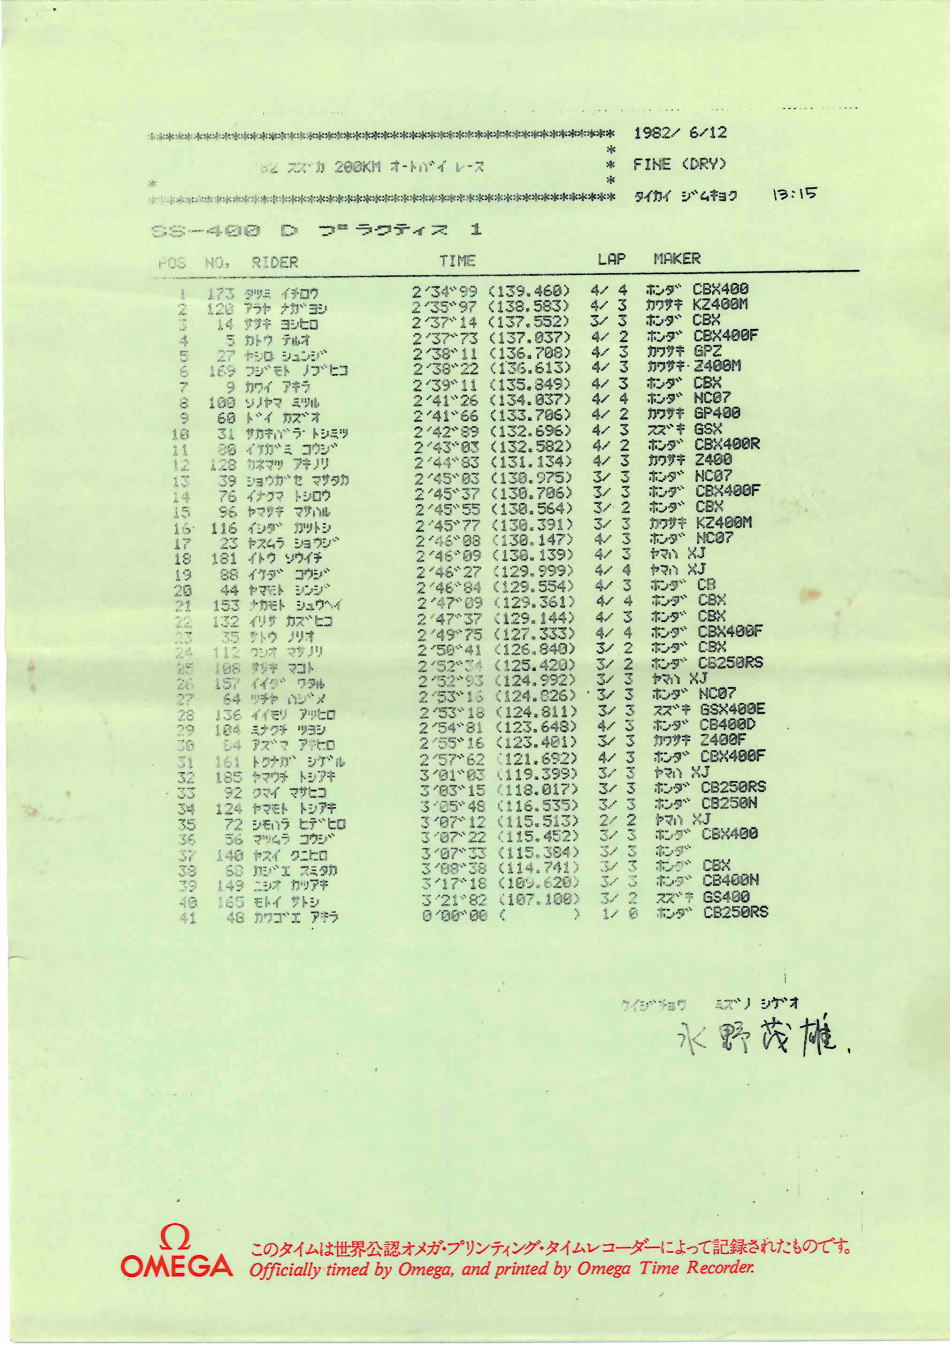 ************************************************************ 1982/ 6/12
*
82 スズカ 200KM オートバイ レース * FINE (DRY)
* *
************************************************************ タイカイ ジムキョク 13:15
SS-400 D プラクティス 1
POS NO. RIDER TIME LAP MAKER
1 173 タツミ イチロウ 2'34"99 (139.460) 4/ 4 ホンダ CBX400
2 120 アラヤ ナガヨシ 2'35"97 (138.583) 4/ 3 カワサキ KZ400M
3 14 ササキ ヨシヒロ 2'37"14 (137.552) 3/ 3 ホンダ CBX
4 5 カトウ テルオ 2'37"73 (137.037) 4/ 2 ホンダ CBX400F
5 27 ヤシロ シュンジ 2'38"11 (136.708) 4/ 3 カワサキ GPZ
6 169 フジモト ノブヒコ 2'38"22 (136.613) 4/ 3 カワサキ Z400M
7 9 カワイ アキラ 2'39"11 (135.849) 4/ 3 ホンダ CBX
8 100 ソノヤマ ミツル 2'41"26 (134.037) 4/ 4 ホンダ NC07
9 60 ドイ カズオ 2'41"66 (133.706) 4/ 2 カワサキ GP400
10 31 サカキバラ トシミツ 2'42"89 (132.696) 4/ 3 スズキ GSX
11 80 イケガミ コウジ 2'43"03 (132.582) 4/ 2 ホンダ CBX400R
12 128 カネマツ アキノリ 2'44"83 (131.134) 4/ 3 カワサキ Z400
13 39 ショウガセ マサタカ 2'45"03 (130.975) 3/ 3 ホンダ NC07
14 76 イナクマ トシロウ 2'45"37 (130.706) 3/ 3 ホンダ CBX400F
15 96 ヤマサキ マサハル 2'45"55 (130.564) 3/ 2 ホンダ CBX
16 116 イシダ カツトシ 2'45"77 (130.391) 3/ 3 カワサキ KZ400M
17 23 ヤスムラ ショウジ 2'46"08 (130.147) 4/ 3 ホンダ NC07
18 181 イトウ ソウイチ 2'46"09 (130.139) 4/ 3 ヤマハ XJ
19 88 イケダ コウジ 2'46"27 (129.999) 4/ 4 ヤマハ XJ
20 44 ヤマモト シンジ 2'46"84 (129.554) 4/ 3 ホンダ CB
21 153 ナカモト シュウヘイ 2'47"09 (129.361) 4/ 4 ホンダ CBX
22 132 イリサ カズヒコ 2'47"37 (129.144) 4/ 3 ホンダ CBX
23 35 サトウ ノリオ 2'49"75 (127.333) 4/ 4 ホンダ CBX400F
24 112 ワシオ マサノリ 2'50"41 (126.840) 3/ 2 ホンダ CBX
25 108 ササキ マコト 2'52"34 (125.420) 3/ 2 ホンダ CB250RS
26 157 イイダ ワタル 2'52"93 (124.992) 3/ 3 ヤマハ XJ
27 64 ツチヤ ハジメ 2'53"16 (124.826) 3/ 3 ホンダ NC07
28 136 イイモリ アツヒロ 2'53"18 (124.811) 3/ 3 スズキ GSX400E
29 104 ミナクチ ツヨシ 2'54"81 (123.648) 4/ 3 ホンダ CB400D
30 84 アズマ アキヒロ 2'55"16 (123.401) 3/ 3 カワサキ Z400F
31 161 トクナガ シゲル 2'57"62 (121.692) 4/ 3 ホンダ CBX400F
32 185 ヤマウチ トシアキ 3'01"03 (119.399) 3/ 3 ヤマハ XJ
33 92 クマイ マサヒコ 3'03"15 (118.017) 3/ 3 ホンダ CB250RS
34 124 ヤマモト トシアキ 3'05"48 (116.535) 3/ 3 ホンダ CB250N
35 72 シモハラ ヒデヒロ 3'07"12 (115.513) 2/ 2 ヤマハ XJ
36 56 マツムラ コウジ 3'07"22 (115.452) 3/ 3 ホンダ CBX400
37 140 ヤスイ クニヒロ 3'07"33 (115.384) 3/ 3 ホンダ
38 68 カジエ スミタカ 3'08"38 (114.741) 3/ 3 ホンダ CBX
39 149 ニシオ カツアキ 3'17"18 (109.620) 3/ 3 ホンダ CB400N
40 165 モトイ サトシ 3'21"82 (107.100) 3/ 2 スズキ GS400
41 48 カワゴエ アキラ 0'00"00 ( ) 1/ 0 ホンダ CB250RS
ケイジチョウ ミズノ シゲオ
水野茂雄.
Ω
OMEGA
このタイムは世界公認オメガ・プリンティング・タイムレコーダーによって記録されたものです。
Officially timed by Omega, and printed by Omega Time Recorder.